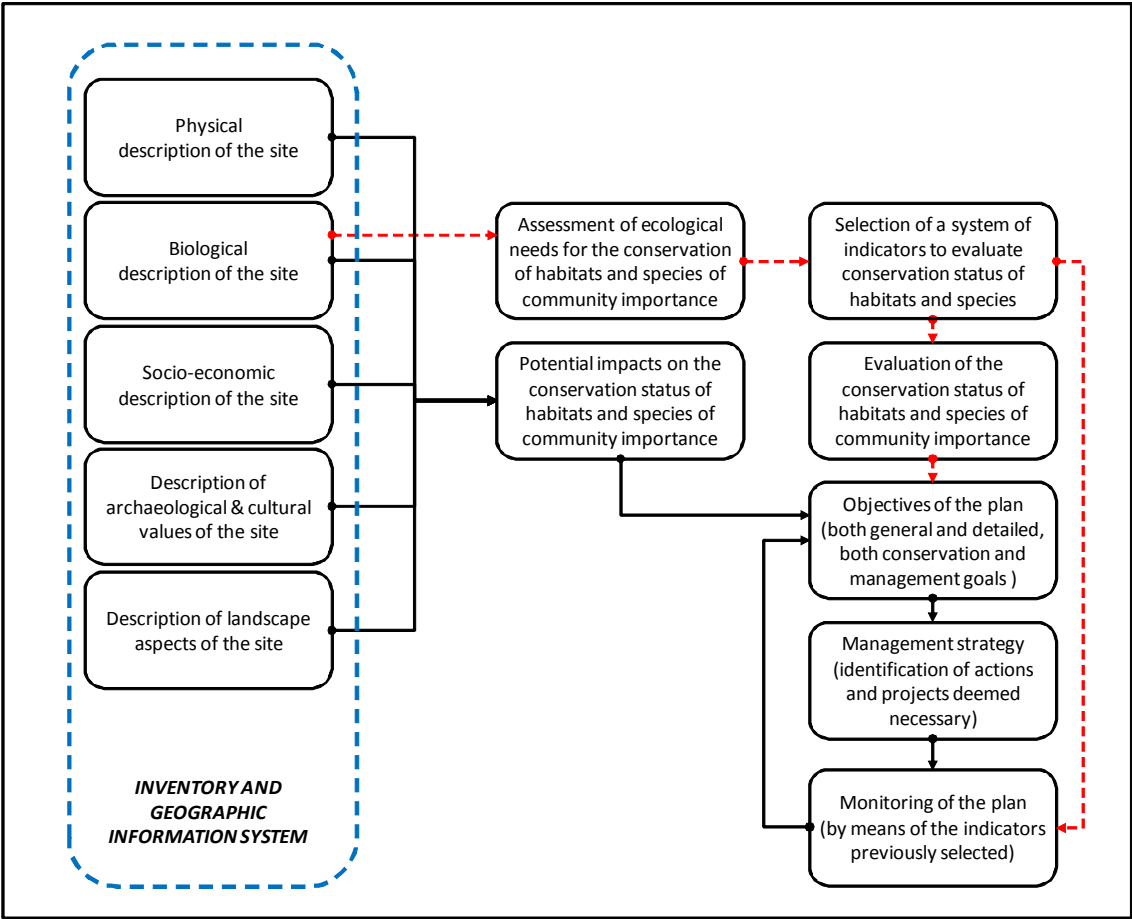 Physical
description of the site
Biological
description of the site
Socio-economic
description of the site
Description of
archaeological & cultural
values of the site
Description of landscape
aspects of the site
INVENTORY AND
GEOGRAPHIC
INFORMATION SYSTEM
Assessment of ecological
needs for the conservation
of habitats and species of
community importance
Potential impacts on the
conservation status of
habitats and species of
community importance
Selection of a system of
indicators to evaluate
conservation status of
habitats and species
Evaluation of the
conservation status of
habitats and species of
community importance
Objectives of the plan
(both general and detailed,
both conservation and
management goals )
Management strategy
(identification of actions
and projects deemed
necessary)
Monitoring of the plan
(by means of the indicators
previously selected)